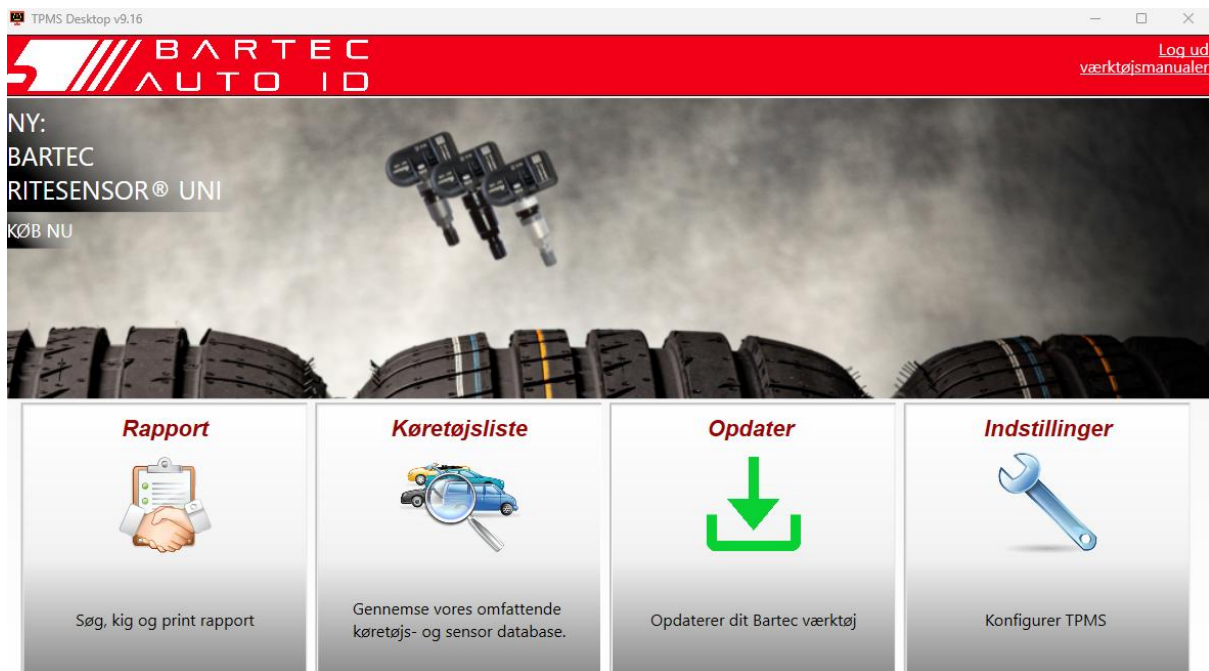 TPMS Desktop v9.16
BARTEC
AUTO ID
Log ud
værktøjsmanualer
NY:
BARTEC
RITESENSOR® UNI
KØB NU
Rapport
Søg, kig og print rapport
Køretøjsliste
Gennemse vores omfattende
køretøjs- og sensor database.
Opdater
Opdaterer dit Bartec værktøj
Indstillinger
Konfigurer TPMS